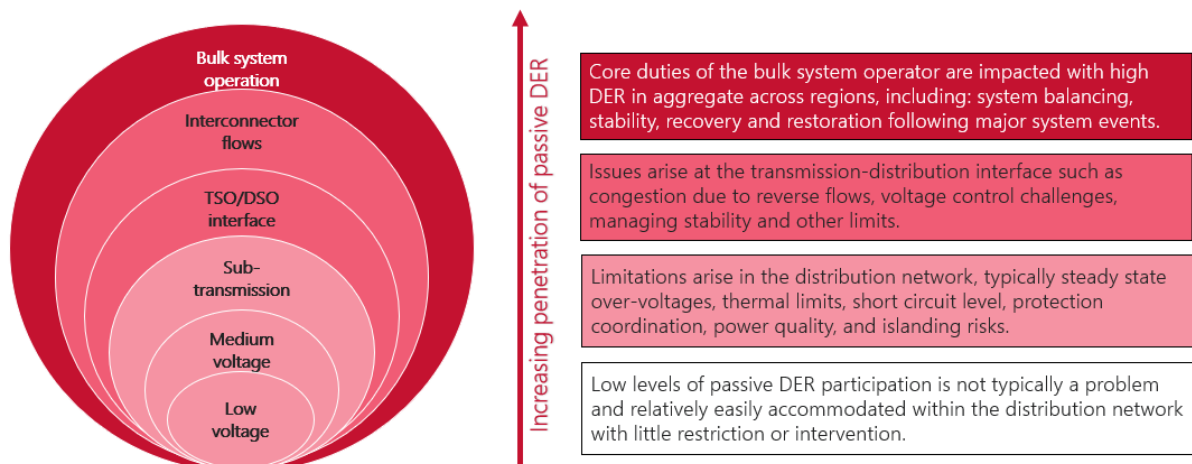 Bulk system
operation
Interconnector
flows
TSO/DSO
interface
Sub-
transmission
Medium
voltage
Low
voltage
Increasing penetration of passive DER
Core duties of the bulk system operator are impacted with high
DER in aggregate across regions, including: system balancing,
stability, recovery and restoration following major system events.
Issues arise at the transmission-distribution interface such as
congestion due to reverse flows, voltage control challenges,
managing stability and other limits.
Limitations arise in the distribution network, typically steady state
over-voltages, thermal limits, short circuit level, protection
coordination, power quality, and islanding risks.
Low levels of passive DER participation is not typically a problem
and relatively easily accommodated within the distribution network
with little restriction or intervention.